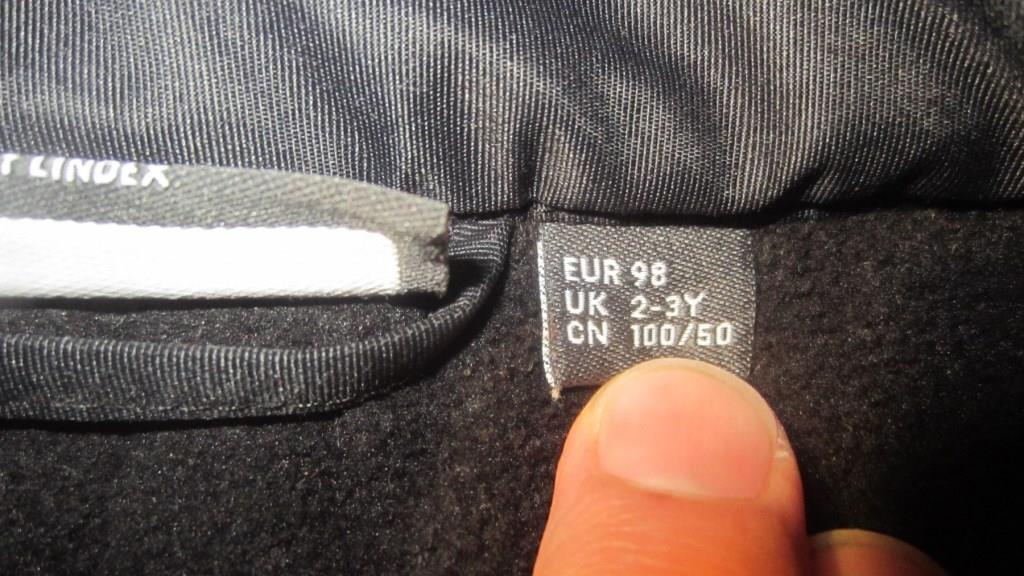 LINDEX
EUR 98
UK 2-3Y
CN 100/50